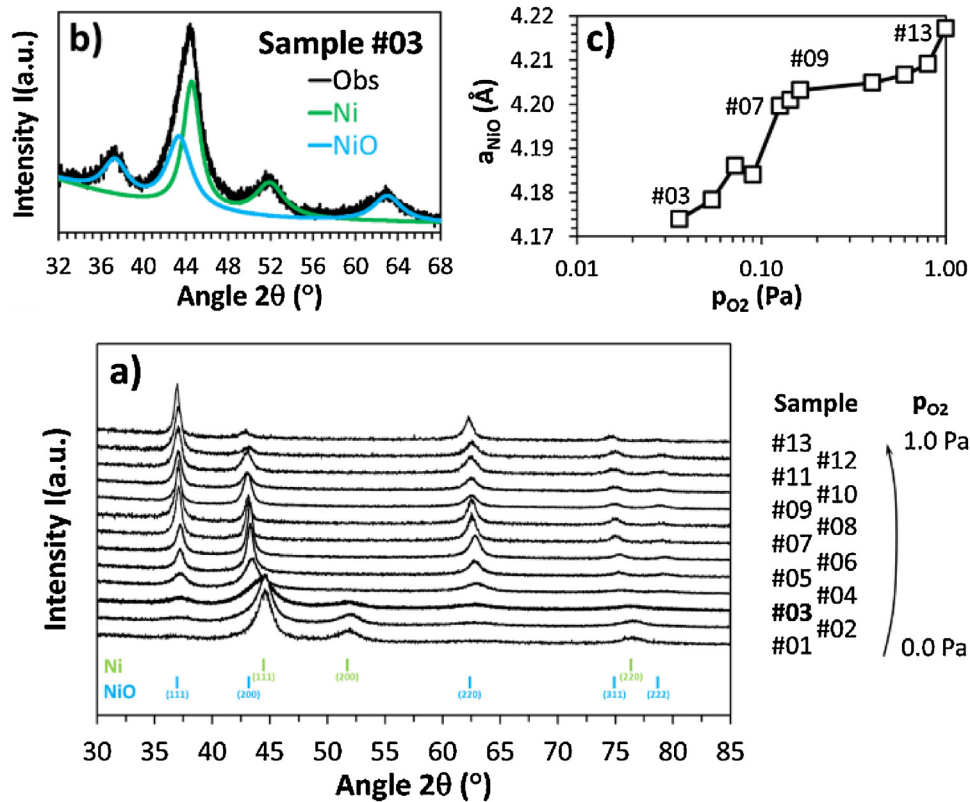 b)
Sample #03
Obs
Ni
NiO
Intensity I(a.u.)
32 36 40 44 48 52 56 60 64 68
Angle 2θ (°)
c)
4.22
4.21
4.20
4.19
4.18
4.17
a_NiO (Å)
#03
#07
#09
#13
0.01 0.10 1.00
p_O2 (Pa)
a)
Intensity I(a.u.)
Ni
(111) (200) (220)
NiO
(111) (200) (220) (311) (222)
30 35 40 45 50 55 60 65 70 75 80 85
Angle 2θ (°)
Sample p_O2
#13 1.0 Pa
#12
#11
#10
#09
#08
#07
#06
#05
#04
#03
#02
#01 0.0 Pa